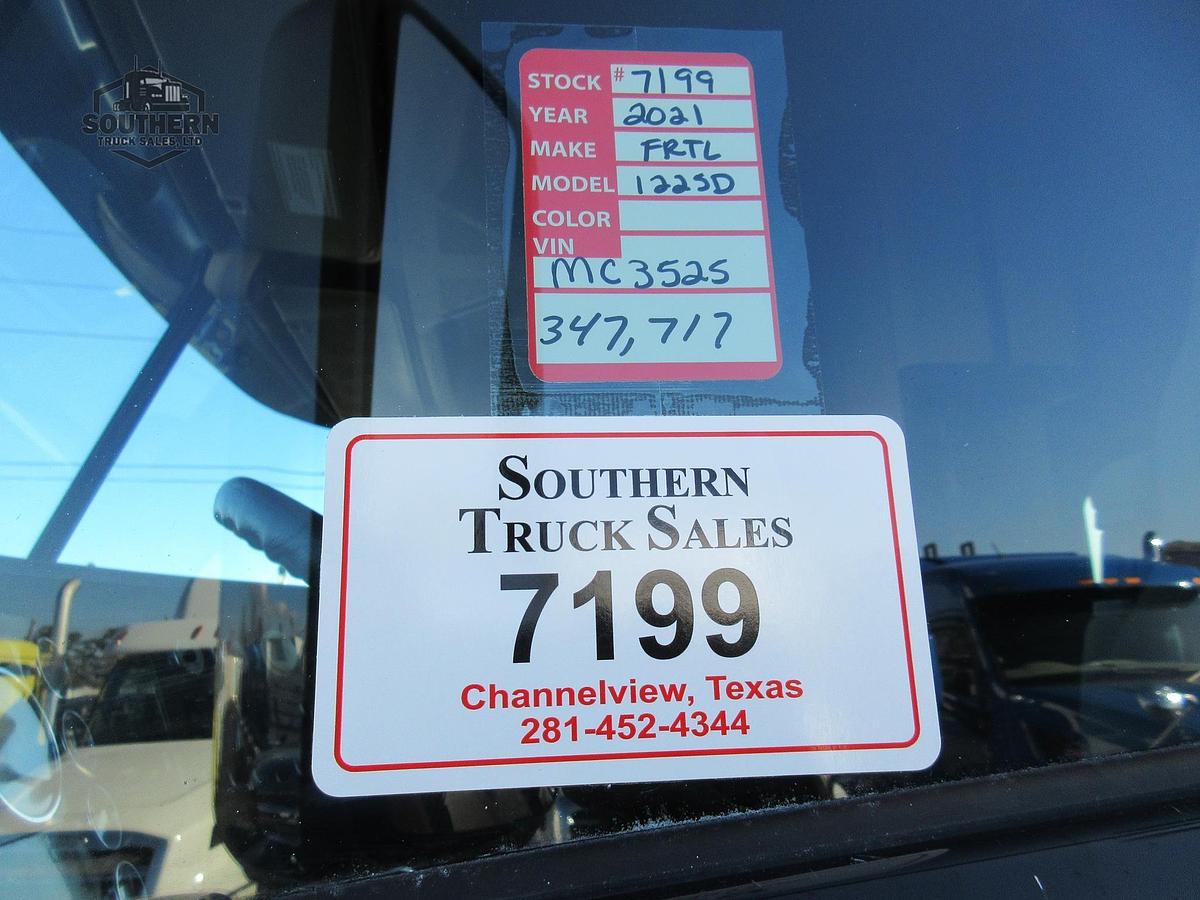 SOUTHERN
TRUCK SALES, LTD
STOCK # 7199
YEAR 2021
MAKE FRTL
MODEL 122SD
COLOR
VIN
MC3525
347,717
SOUTHERN
TRUCK SALES
7199
Channelview, Texas
281-452-4344